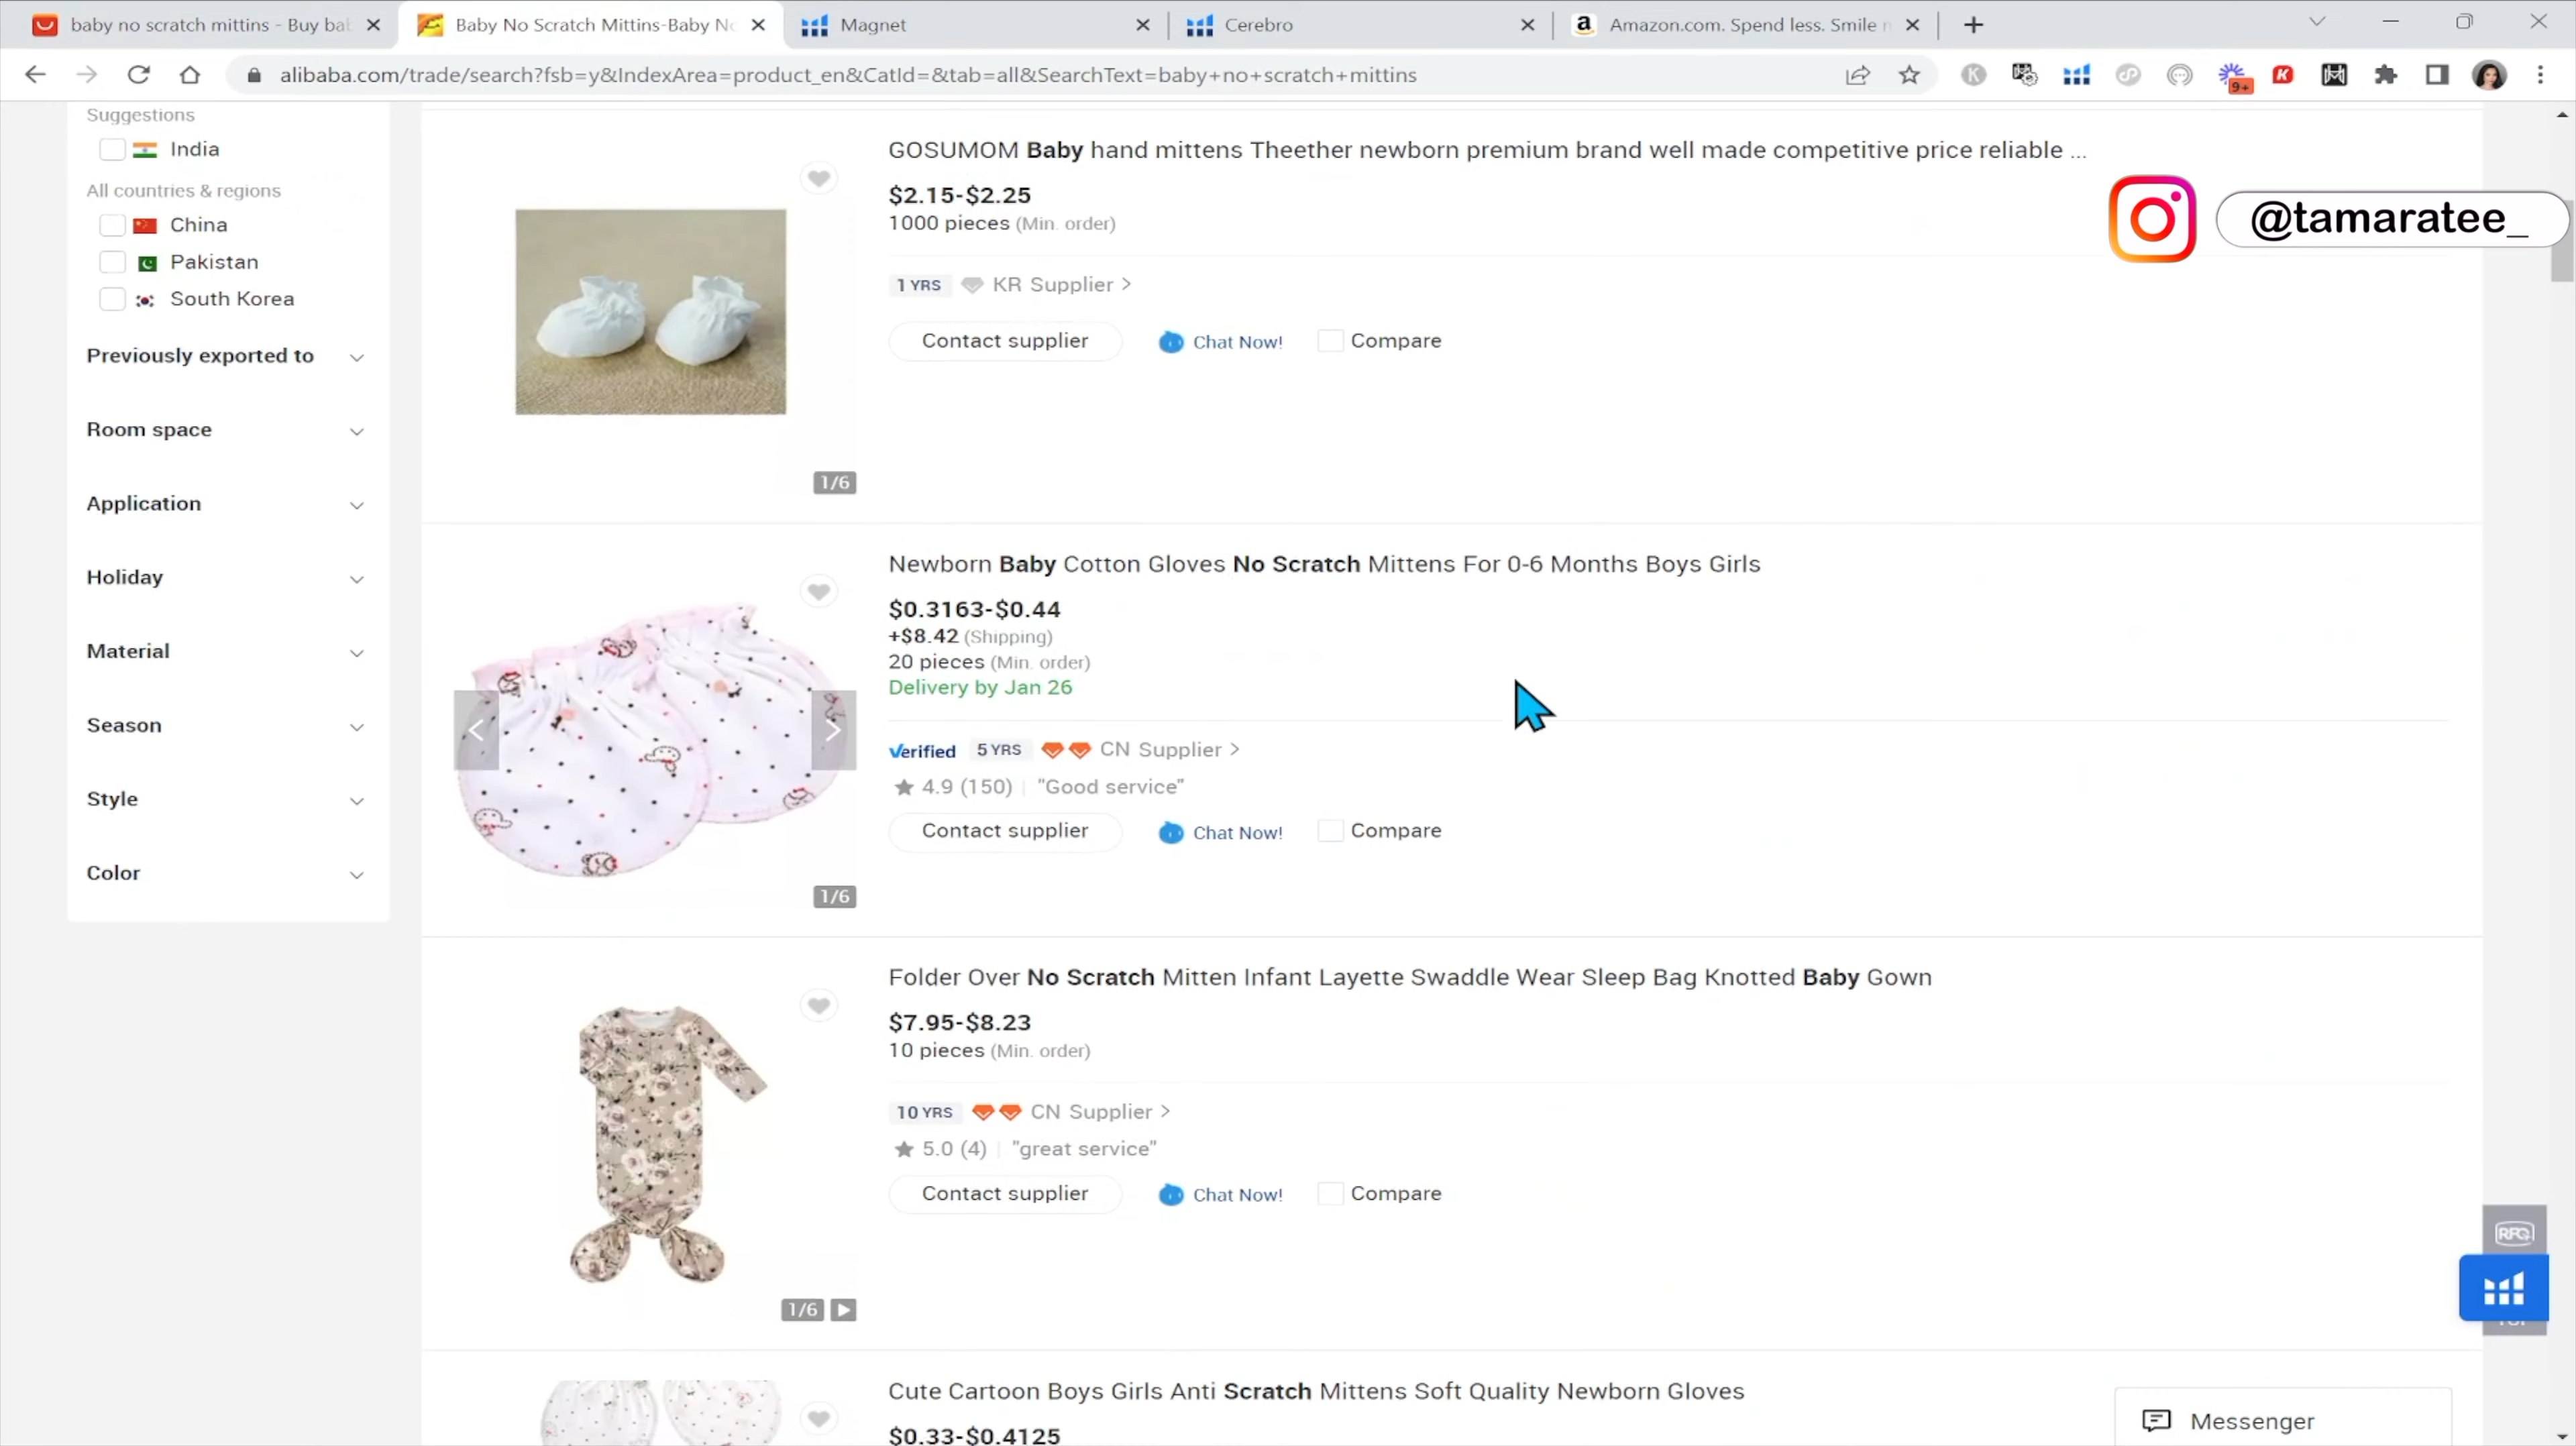 baby no scratch mittins - Buy bab
Baby No Scratch Mittins-Baby No
Magnet
Cerebro
Amazon.com. Spend less. Smile m
alibaba.com/trade/search?fsb=y&IndexArea=product_en&CatId=&tab=all&SearchText=baby+no+scratch+mittins
9+
Suggestions
India
All countries & regions
China
Pakistan
South Korea
Previously exported to
Room space
Application
Holiday
Material
Season
Style
Color
GOSUMOM Baby hand mittens Theether newborn premium brand well made competitive price reliable ...
$2.15-$2.25
1000 pieces (Min. order)
1 YRS KR Supplier >
Contact supplier Chat Now! Compare
1/6
@tamaratee_
Newborn Baby Cotton Gloves No Scratch Mittens For 0-6 Months Boys Girls
$0.3163-$0.44
+$8.42 (Shipping)
20 pieces (Min. order)
Delivery by Jan 26
Verified 5 YRS CN Supplier >
4.9 (150) "Good service"
Contact supplier Chat Now! Compare
1/6
Folder Over No Scratch Mitten Infant Layette Swaddle Wear Sleep Bag Knotted Baby Gown
$7.95-$8.23
10 pieces (Min. order)
10 YRS CN Supplier >
5.0 (4) "great service"
Contact supplier Chat Now! Compare
1/6
RFQ
Cute Cartoon Boys Girls Anti Scratch Mittens Soft Quality Newborn Gloves
$0.33-$0.4125
Messenger